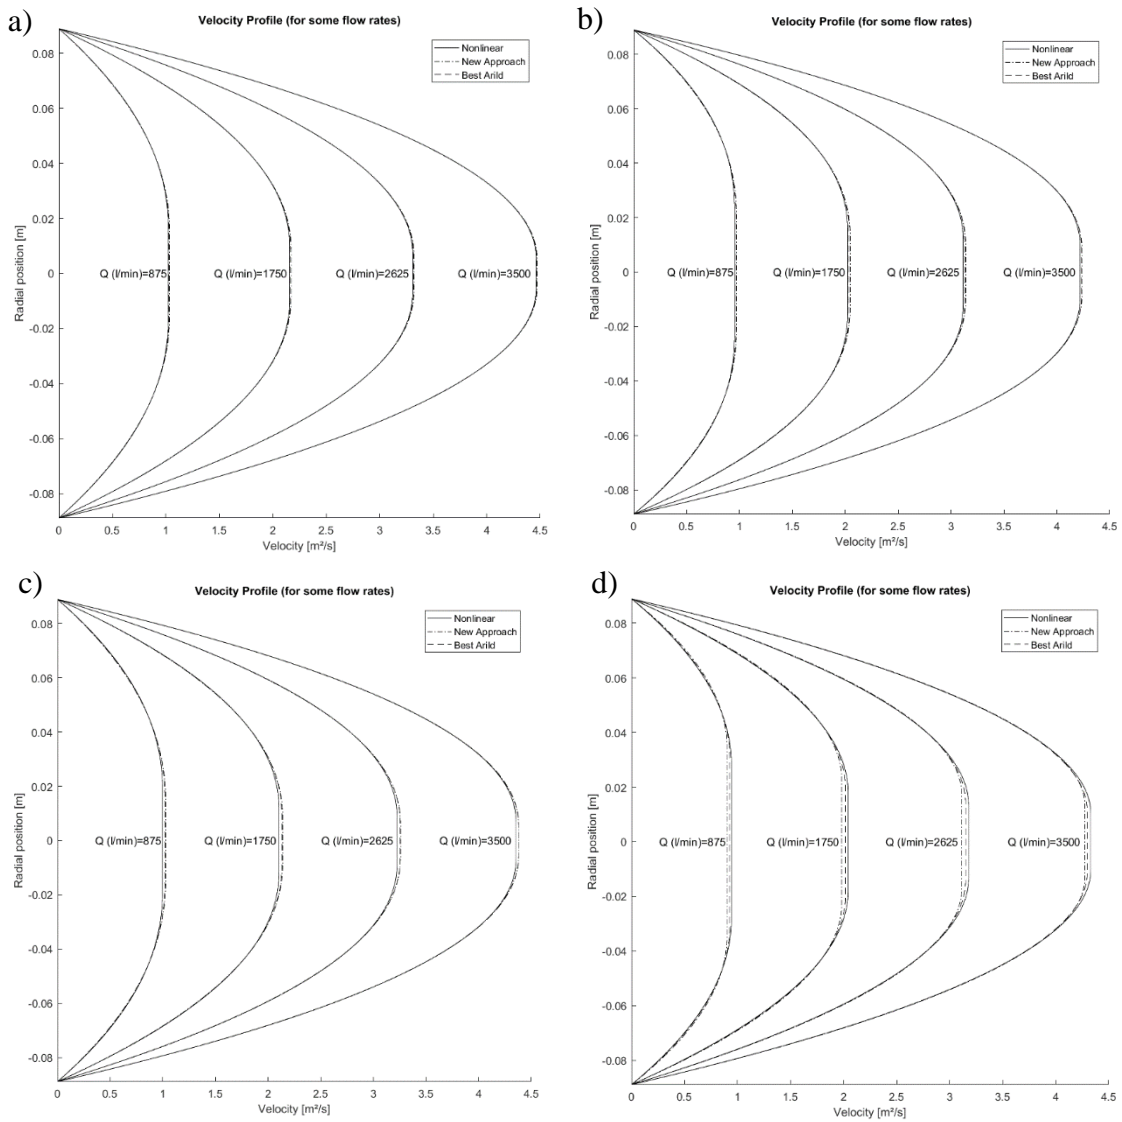 a)
Velocity Profile (for some flow rates)
Nonlinear
New Approach
Best Arild
0.08
0.06
0.04
0.02
0
-0.02
-0.04
-0.06
-0.08
Radial position [m]
Q (l/min)=875 Q (l/min)=1750 Q (l/min)=2625 Q (l/min)=3500
0 0.5 1 1.5 2 2.5 3 3.5 4 4.5
Velocity [m²/s]
b)
Velocity Profile (for some flow rates)
Nonlinear
New Approach
Best Arild
0.08
0.06
0.04
0.02
0
-0.02
-0.04
-0.06
-0.08
Radial position [m]
Q (l/min)=875 Q (l/min)=1750 Q (l/min)=2625 Q (l/min)=3500
0 0.5 1 1.5 2 2.5 3 3.5 4 4.5
Velocity [m²/s]
c)
Velocity Profile (for some flow rates)
Nonlinear
New Approach
Best Arild
0.08
0.06
0.04
0.02
0
-0.02
-0.04
-0.06
-0.08
Radial position [m]
Q (l/min)=875 Q (l/min)=1750 Q (l/min)=2625 Q (l/min)=3500
0 0.5 1 1.5 2 2.5 3 3.5 4 4.5
Velocity [m²/s]
d)
Velocity Profile (for some flow rates)
Nonlinear
New Approach
Best Arild
0.08
0.06
0.04
0.02
0
-0.02
-0.04
-0.06
-0.08
Radial position [m]
Q (l/min)=875 Q (l/min)=1750 Q (l/min)=2625 Q (l/min)=3500
0 0.5 1 1.5 2 2.5 3 3.5 4 4.5
Velocity [m²/s]